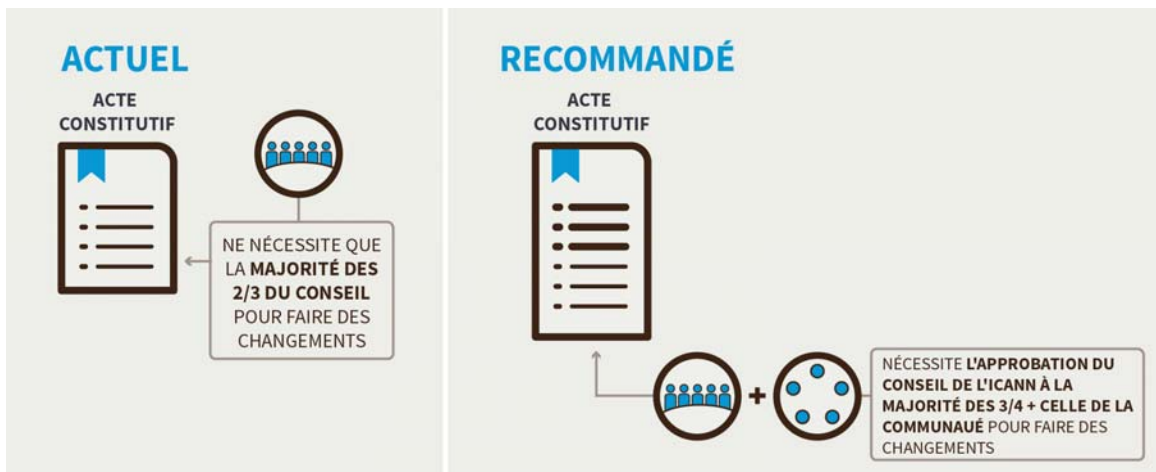 ACTUEL
ACTE
CONSTITUTIF
NE NÉCESSITE QUE
LA MAJORITÉ DES
2/3 DU CONSEIL
POUR FAIRE DES
CHANGEMENTS
RECOMMANDÉ
ACTE
CONSTITUTIF
NÉCESSITE L'APPROBATION DU
CONSEIL DE L'ICANN À LA
MAJORITÉ DES 3/4 + CELLE DE LA
COMMUNAUÉ POUR FAIRE DES
CHANGEMENTS